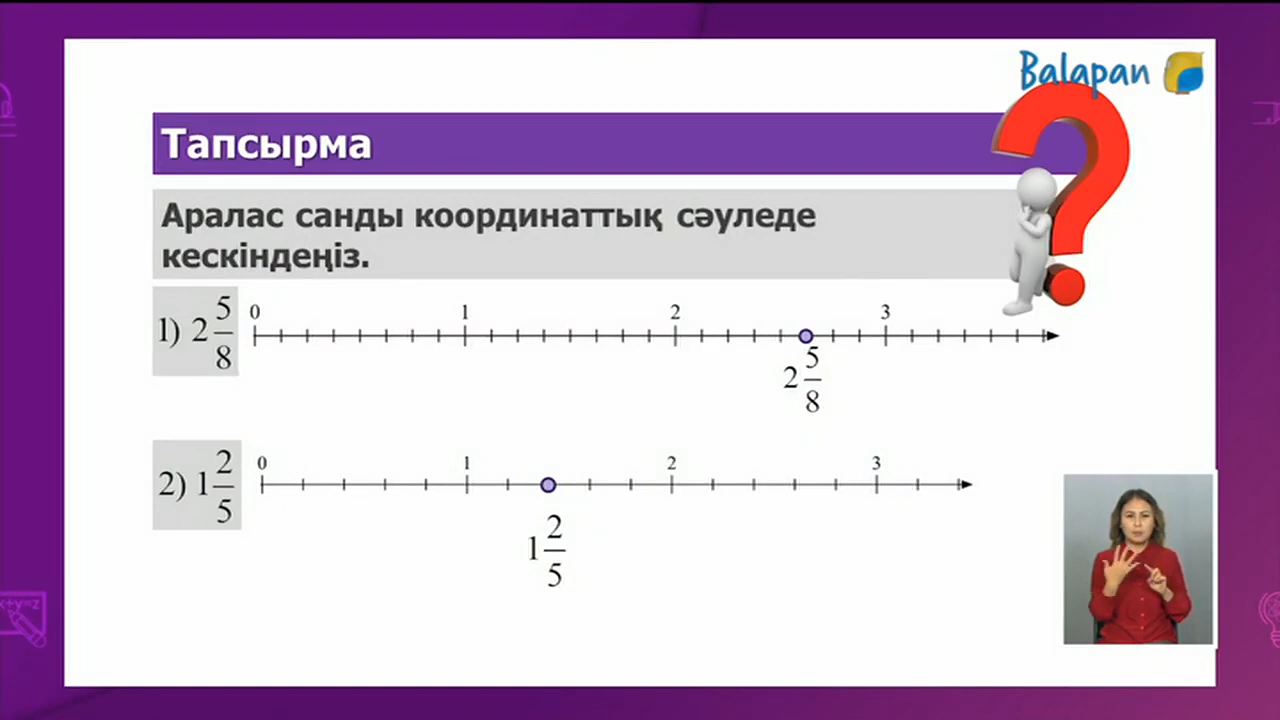 Balapan
Тапсырма
Аралас санды координаттық сәуледе
кескіндеңіз.
1) 2 5/8
0 1 2 3
2 5/8
2) 1 2/5
0 1 2 3
1 2/5
x+y=z